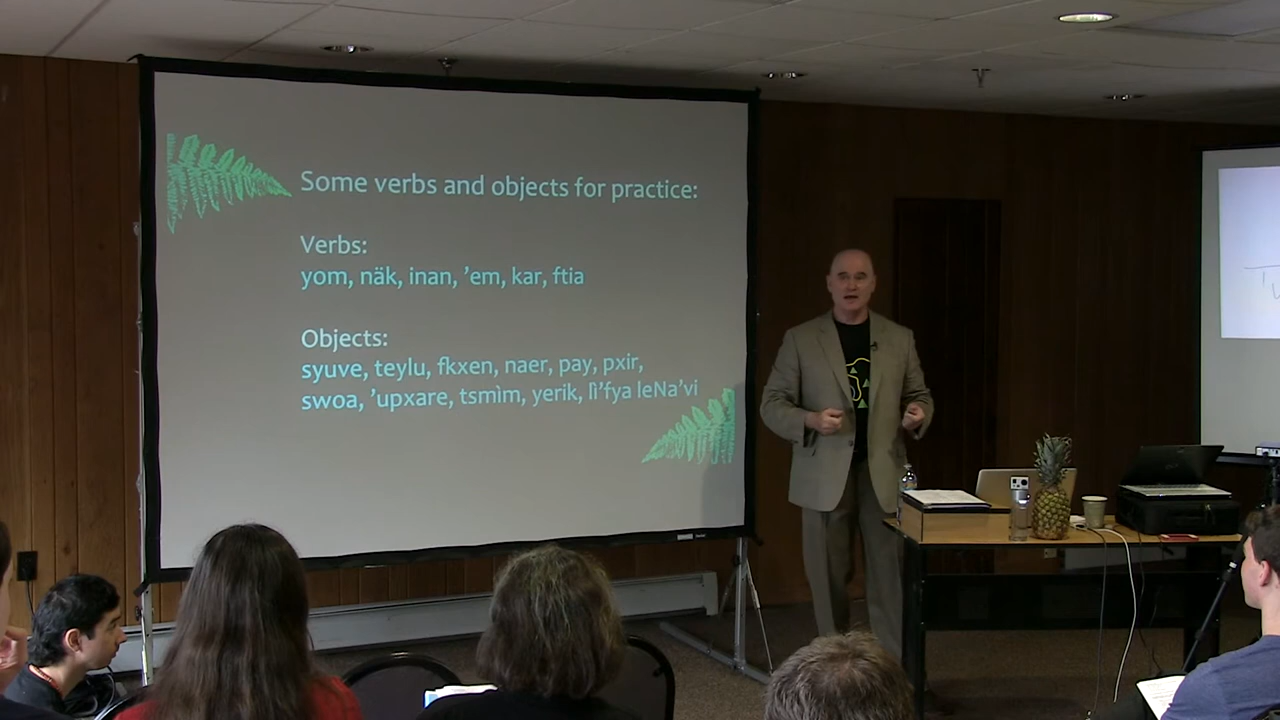 Some verbs and objects for practice:
Verbs:
yom, näk, inan, ’em, kar, ftia
Objects:
syuve, teylu, fkxen, naer, pay, pxir,
swoa, ’upxare, tsmìm, yerik, lì’fya leNa’vi